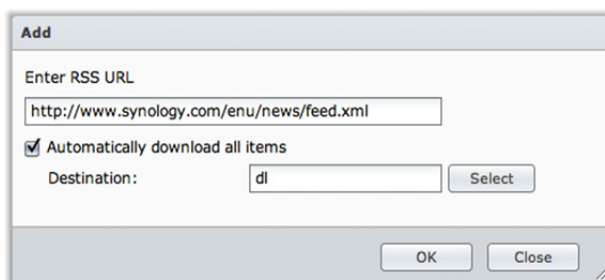 Add
Enter RSS URL
http://www.synology.com/enu/news/feed.xml
Automatically download all items
Destination: dl Select
OK Close